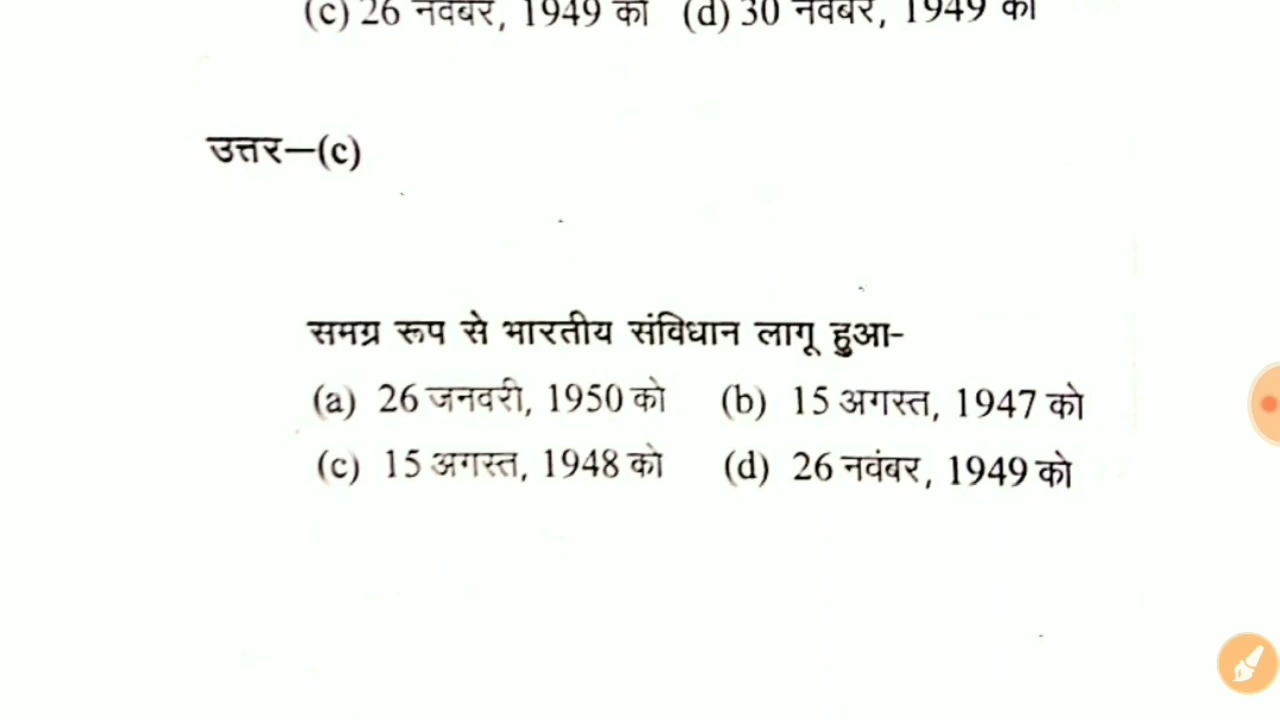 (c) 26 नवंबर, 1949 को (d) 30 नवंबर, 1949 को
उत्तर–(c)
समग्र रूप से भारतीय संविधान लागू हुआ-
(a) 26 जनवरी, 1950 को (b) 15 अगस्त, 1947 को
(c) 15 अगस्त, 1948 को (d) 26 नवंबर, 1949 को